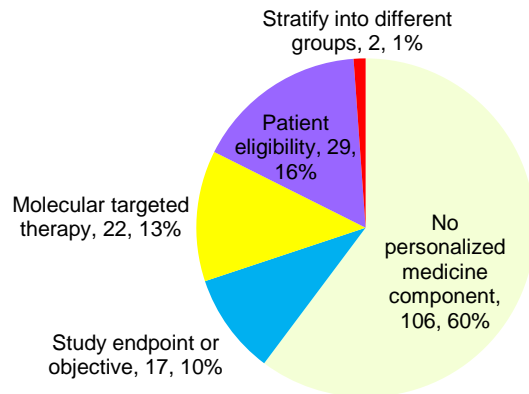 Stratify into different
groups, 2, 1%
Patient
eligibility, 29,
16%
Molecular targeted
therapy, 22, 13%
No
personalized
medicine
component,
106, 60%
Study endpoint or
objective, 17, 10%